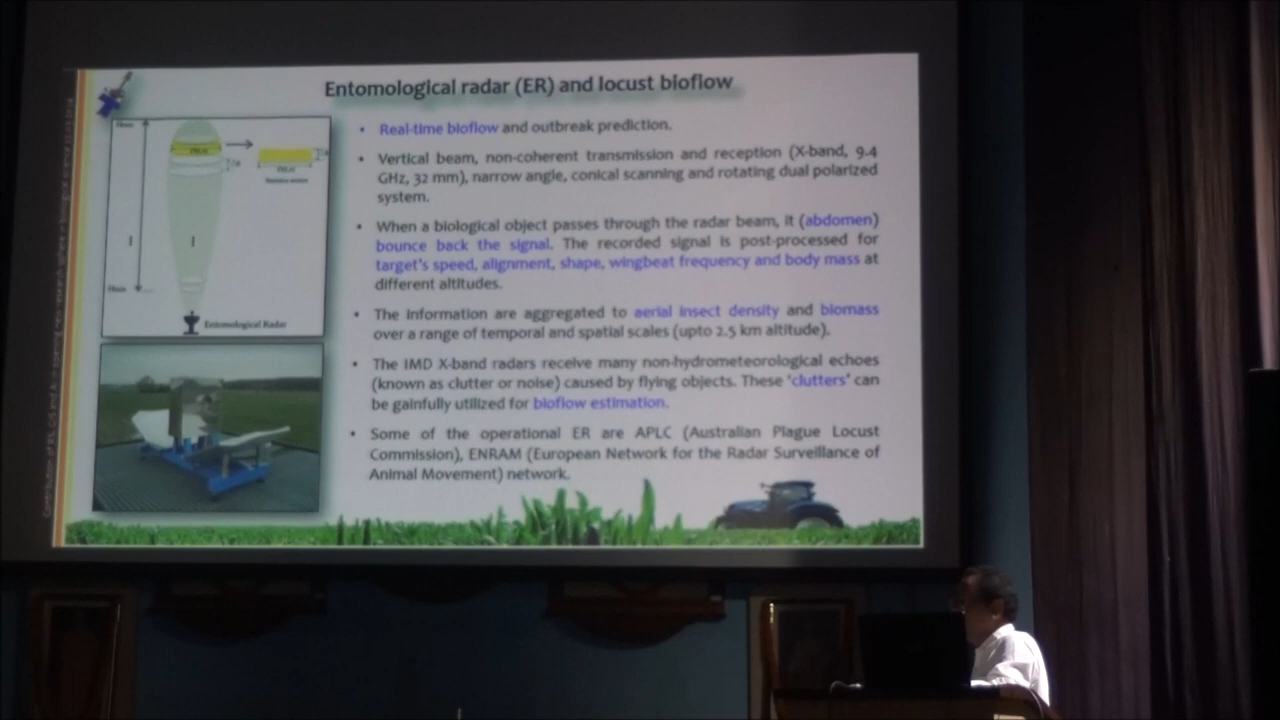 Entomological radar (ER) and locust bioflow
• Real-time bioflow and outbreak prediction.
• Vertical beam, non-coherent transmission and reception (X-band, 9.4
GHz, 32 mm), narrow angle, conical scanning and rotating dual polarized
system.
• When a biological object passes through the radar beam, it (abdomen)
bounce back the signal. The recorded signal is post-processed for
target's speed, alignment, shape, wingbeat frequency and body mass at
different altitudes.
• The information are aggregated to aerial insect density and biomass
over a range of temporal and spatial scales (upto 2.5 km altitude).
• The IMD X-band radars receive many non-hydrometeorological echoes
(known as clutter or noise) caused by flying objects. These 'clutters' can
be gainfully utilized for bioflow estimation.
• Some of the operational ER are APLC (Australian Plague Locust
Commission), ENRAM (European Network for the Radar Surveillance of
Animal Movement) network.
Entomological Radar